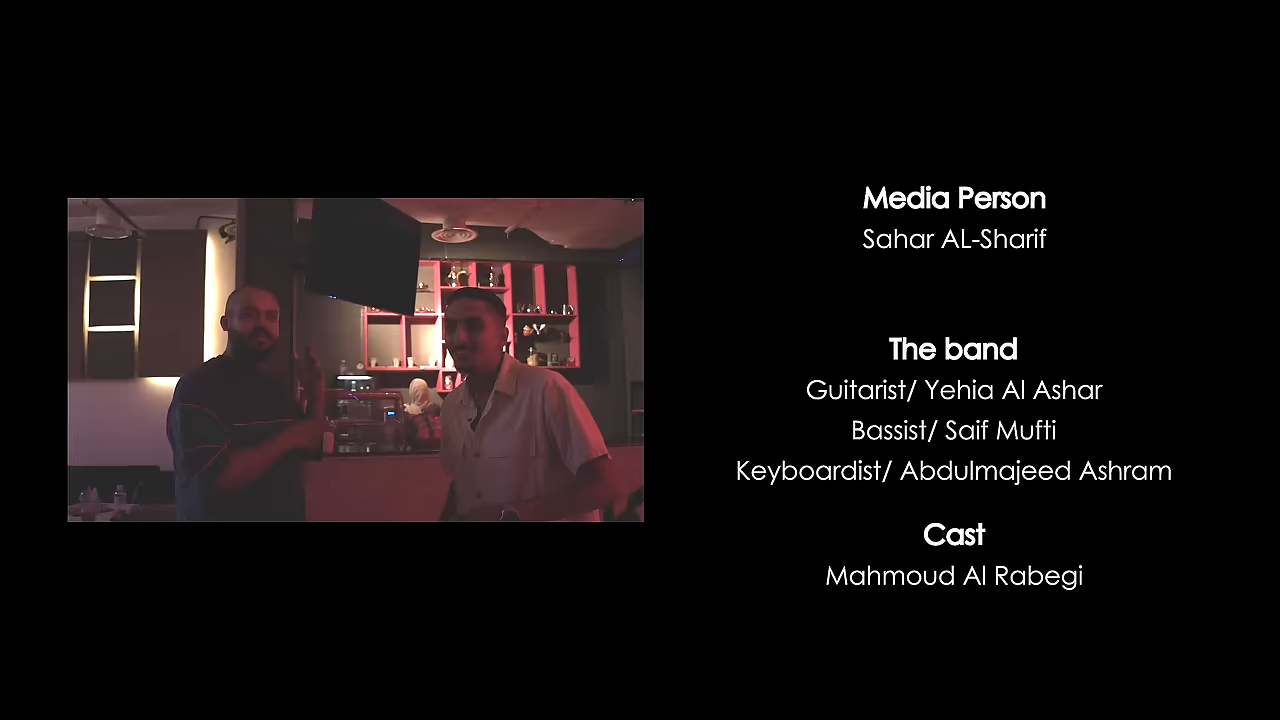 Media Person
Sahar AL-Sharif
The band
Guitarist/ Yehia Al Ashar
Bassist/ Saif Mufti
Keyboardist/ Abdulmajeed Ashram
Cast
Mahmoud Al Rabegi